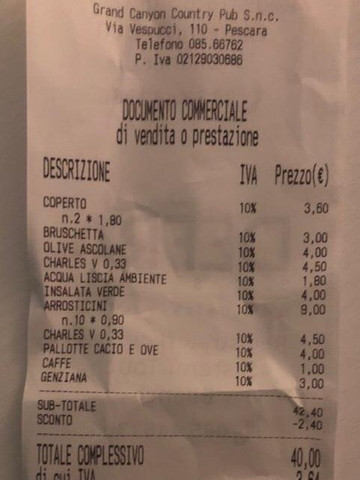 Grand Canyon Country Pub S.n.c.
Via Vespucci, 110 - Pescara
Telefono 085.66762
P. Iva 02129030686
DOCUMENTO COMMERCIALE
di vendita o prestazione
DESCRIZIONE IVA Prezzo(€)
COPERTO 10% 3,60
n.2 * 1,80
BRUSCHETTA 10% 3,00
OLIVE ASCOLANE 10% 4,00
CHARLES V 0,33 10% 4,50
ACQUA LISCIA AMBIENTE 10% 1,80
INSALATA VERDE 10% 4,00
ARROSTICINI 10% 9,00
n.10 * 0,90
CHARLES V 0,33 10% 4,50
PALLOTTE CACIO E OVE 10% 4,00
CAFFE 10% 1,00
GENZIANA 10% 3,00
SUB-TOTALE 42,40
SCONTO -2,40
TOTALE COMPLESSIVO 40,00
di cui IVA 3,64